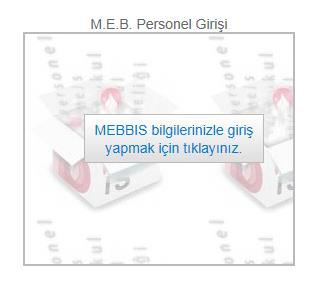 M.E.B. Personel Girişi
MEBBIS bilgilerinizle giriş
yapmak için tıklayınız.